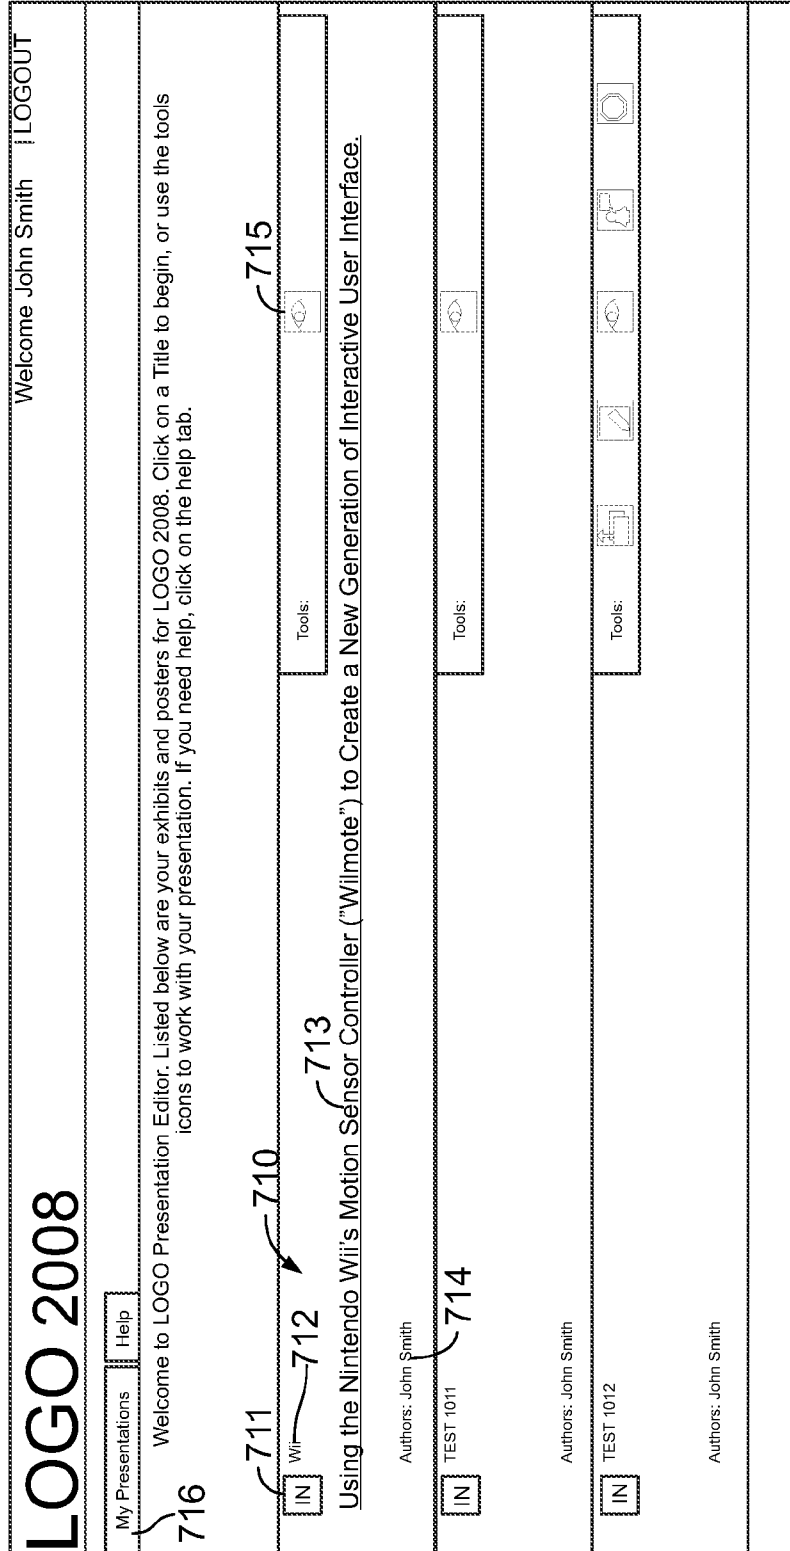 LOGO 2008
Welcome John Smith LOGOUT
My Presentations Help
716
Welcome to LOGO Presentation Editor. Listed below are your exhibits and posters for LOGO 2008. Click on a Title to begin, or use the tools
icons to work with your presentation. If you need help, click on the help tab.
711 710 715
IN Wii 712 Tools:
713
Using the Nintendo Wii's Motion Sensor Controller ("Wilmote") to Create a New Generation of Interactive User Interface.
Authors: John Smith
714
IN TEST 1011 Tools:
Authors: John Smith
IN TEST 1012 Tools:
Authors: John Smith